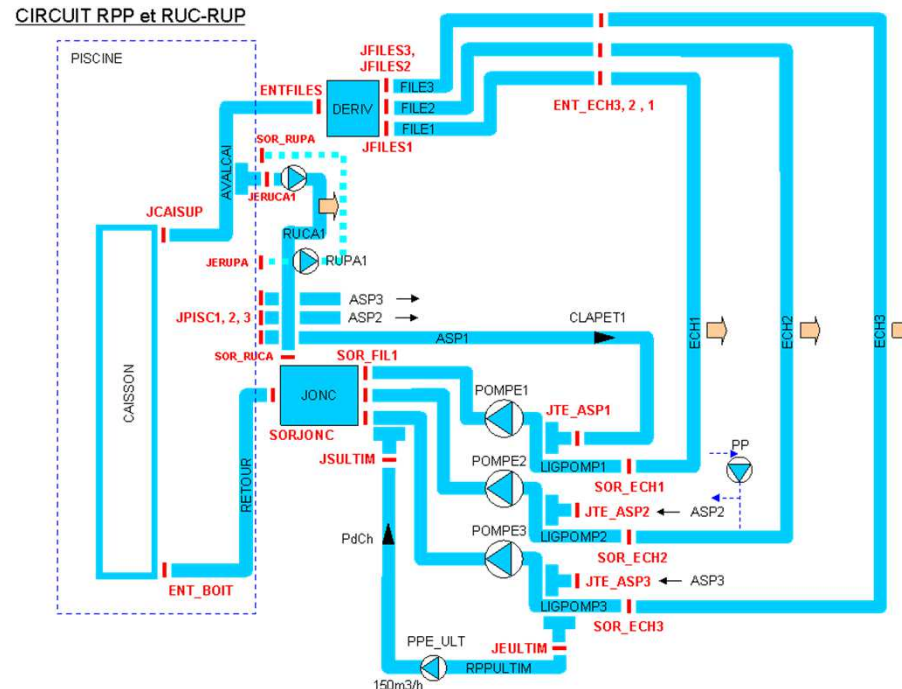 CIRCUIT RPP et RUC-RUP
PISCINE
JFILES3,
JFILES2
ENTFILES
DERIV
FILE3
FILE2
FILE1
JFILES1
ENT_ECH3, 2 , 1
SOR_RUPA
AVALCAI
JERUCA1
JCAISUP
RUCA1
JERUPA
RUPA1
ASP3
JPISC1, 2, 3
ASP2
CLAPET1
ASP1
ECH1
ECH2
ECH3
SOR_RUCA
SOR_FIL1
CAISSON
JONC
POMPE1
JTE_ASP1
SORJONC
JSULTIM
LIGPOMP1
SOR_ECH1
PP
RETOUR
POMPE2
JTE_ASP2
ASP2
LIGPOMP2
SOR_ECH2
PdCh
POMPE3
JTE_ASP3
ASP3
ENT_BOIT
LIGPOMP3
SOR_ECH3
PPE_ULT
JEULTIM
RPPULTIM
150m3/h